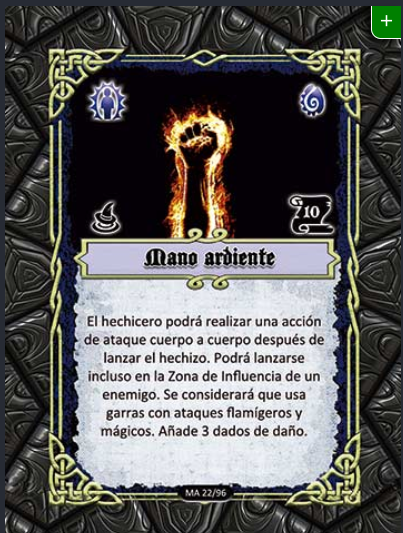 +
10
Mano ardiente
El hechicero podrá realizar una acción
de ataque cuerpo a cuerpo después de
lanzar el hechizo. Podrá lanzarse
incluso en la Zona de Influencia de un
enemigo. Se considerará que usa
garras con ataques flamígeros y
mágicos. Añade 3 dados de daño.
MA 22/96